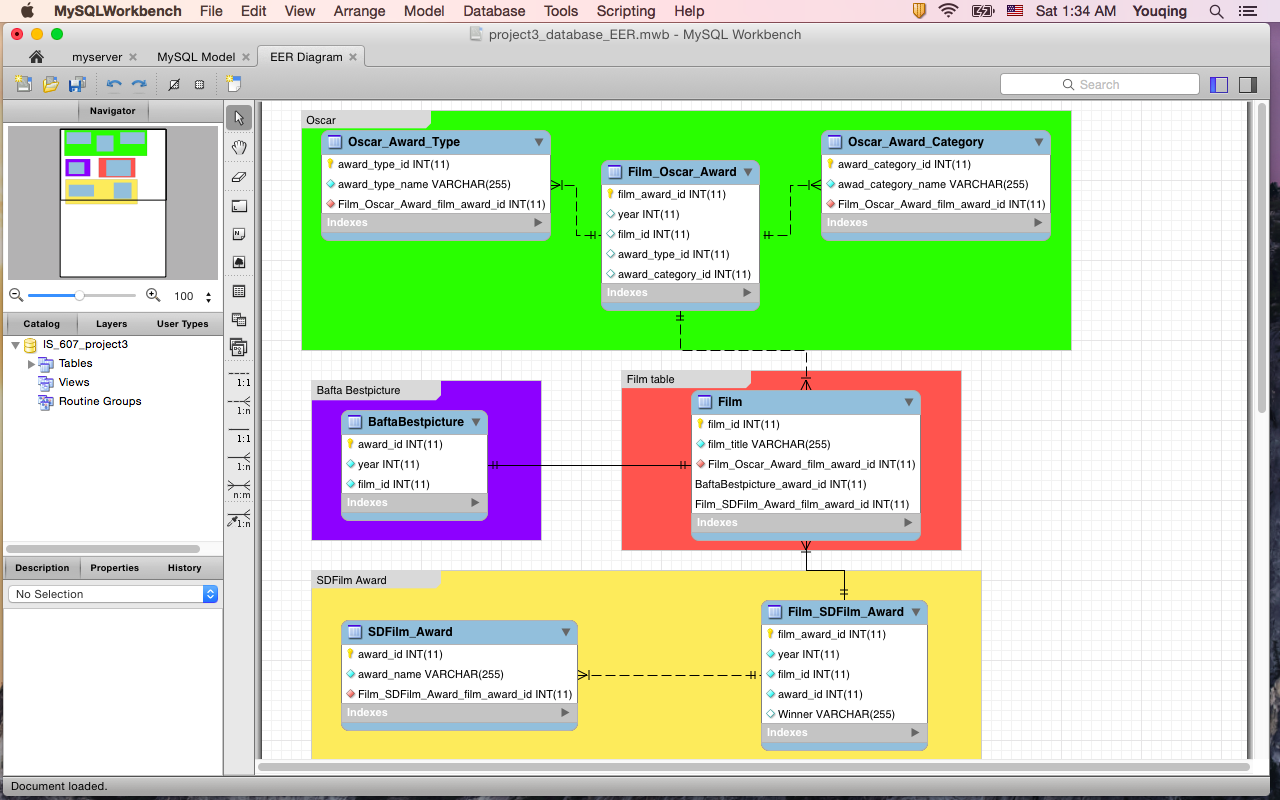 MySQLWorkbench File Edit View Arrange Model Database Tools Scripting Help Sat 1:34 AM Youqing
project3_database_EER.mwb - MySQL Workbench
myserver MySQL Model EER Diagram
Search
Navigator
100
Catalog Layers User Types
IS_607_project3
Tables
Views
Routine Groups
Description Properties History
No Selection
1:1
1:n
1:1
1:n
n:m
1:n
Oscar
Oscar_Award_Type
award_type_id INT(11)
award_type_name VARCHAR(255)
Film_Oscar_Award_film_award_id INT(11)
Indexes
Film_Oscar_Award
film_award_id INT(11)
year INT(11)
film_id INT(11)
award_type_id INT(11)
award_category_id INT(11)
Indexes
Oscar_Award_Category
award_category_id INT(11)
awad_category_name VARCHAR(255)
Film_Oscar_Award_film_award_id INT(11)
Indexes
Bafta Bestpicture
BaftaBestpicture
award_id INT(11)
year INT(11)
film_id INT(11)
Indexes
Film table
Film
film_id INT(11)
film_title VARCHAR(255)
Film_Oscar_Award_film_award_id INT(11)
BaftaBestpicture_award_id INT(11)
Film_SDFilm_Award_film_award_id INT(11)
Indexes
SDFilm Award
SDFilm_Award
award_id INT(11)
award_name VARCHAR(255)
Film_SDFilm_Award_film_award_id INT(11)
Indexes
Film_SDFilm_Award
film_award_id INT(11)
year INT(11)
film_id INT(11)
award_id INT(11)
Winner VARCHAR(255)
Indexes
Document loaded.